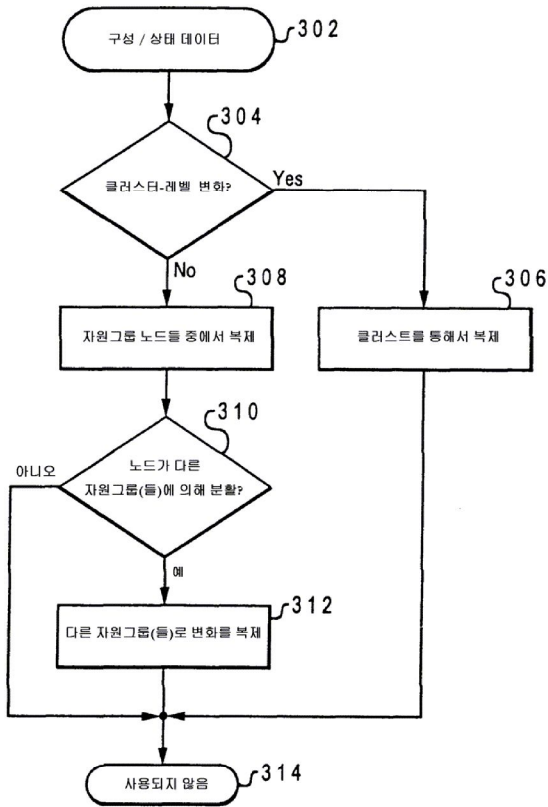 구성 / 상태 데이터
302
304
클러스터-레벨 변화?
Yes
No
308
자원그룹 노드들 중에서 복제
306
클러스트를 통해서 복제
310
노드가 다른
자원그룹(들)에 의해 분할?
아니오
예
312
다른 자원그룹(들)로 변화를 복제
사용되지 않음
314